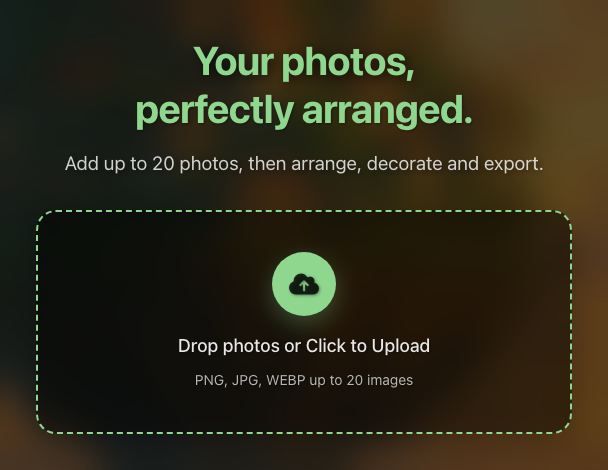 Your photos,
perfectly arranged.
Add up to 20 photos, then arrange, decorate and export.
Drop photos or Click to Upload
PNG, JPG, WEBP up to 20 images